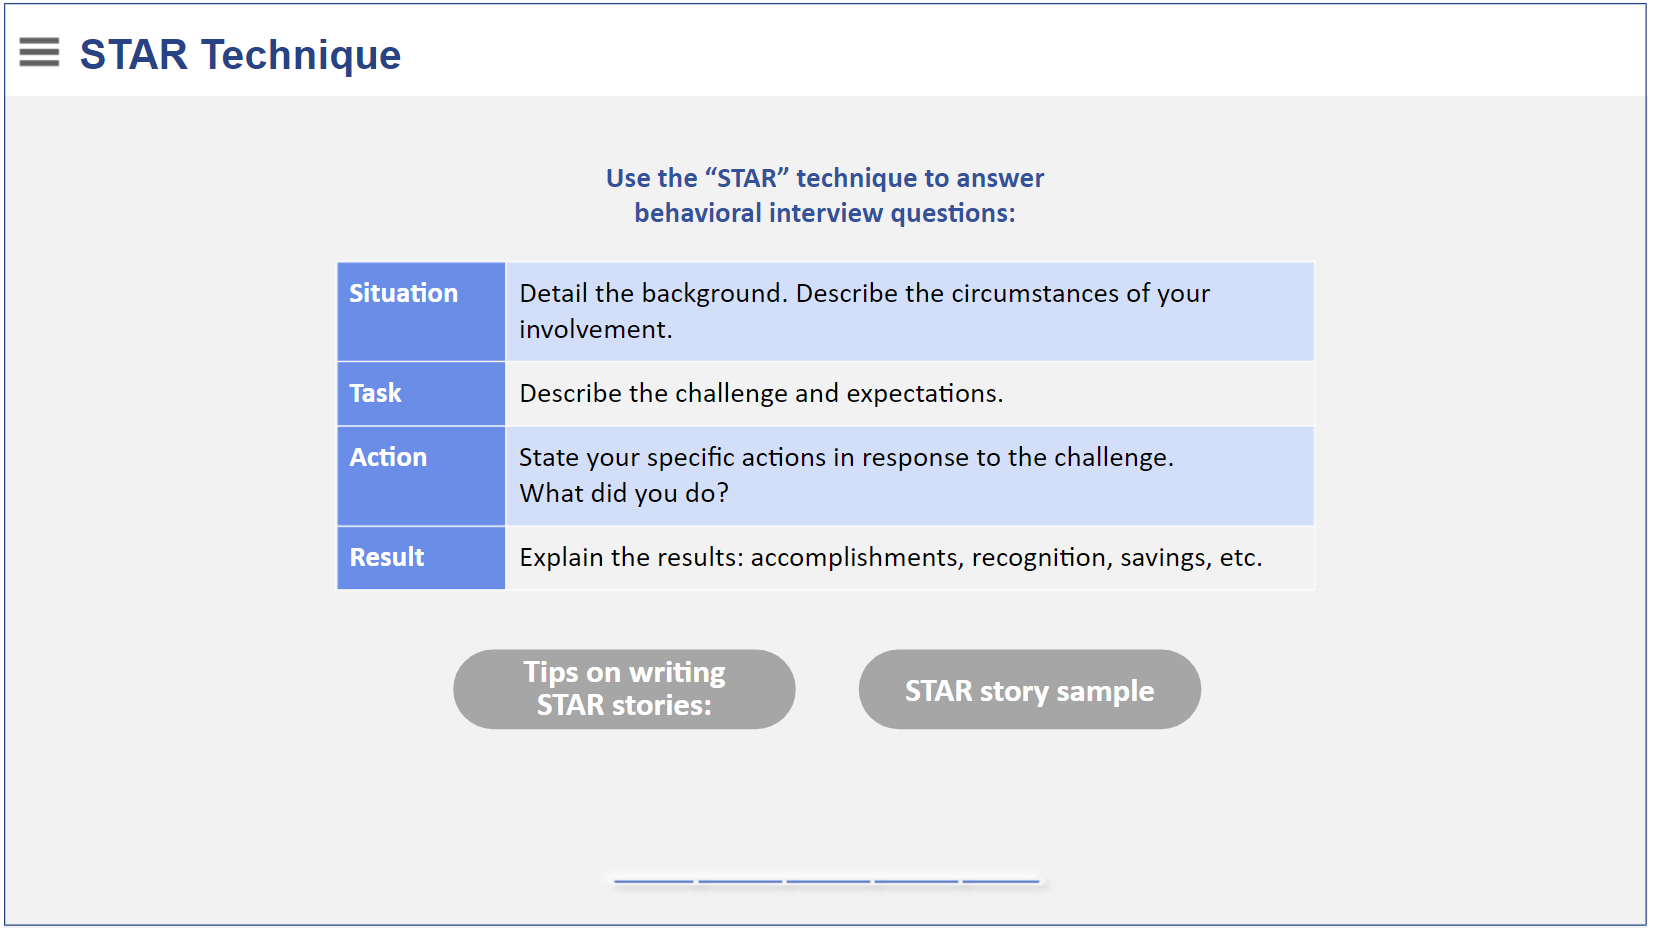 STAR Technique
Use the “STAR” technique to answer
behavioral interview questions:
Situation
Detail the background. Describe the circumstances of your
involvement.
Task
Describe the challenge and expectations.
Action
State your specific actions in response to the challenge.
What did you do?
Result
Explain the results: accomplishments, recognition, savings, etc.
Tips on writing
STAR stories:
STAR story sample